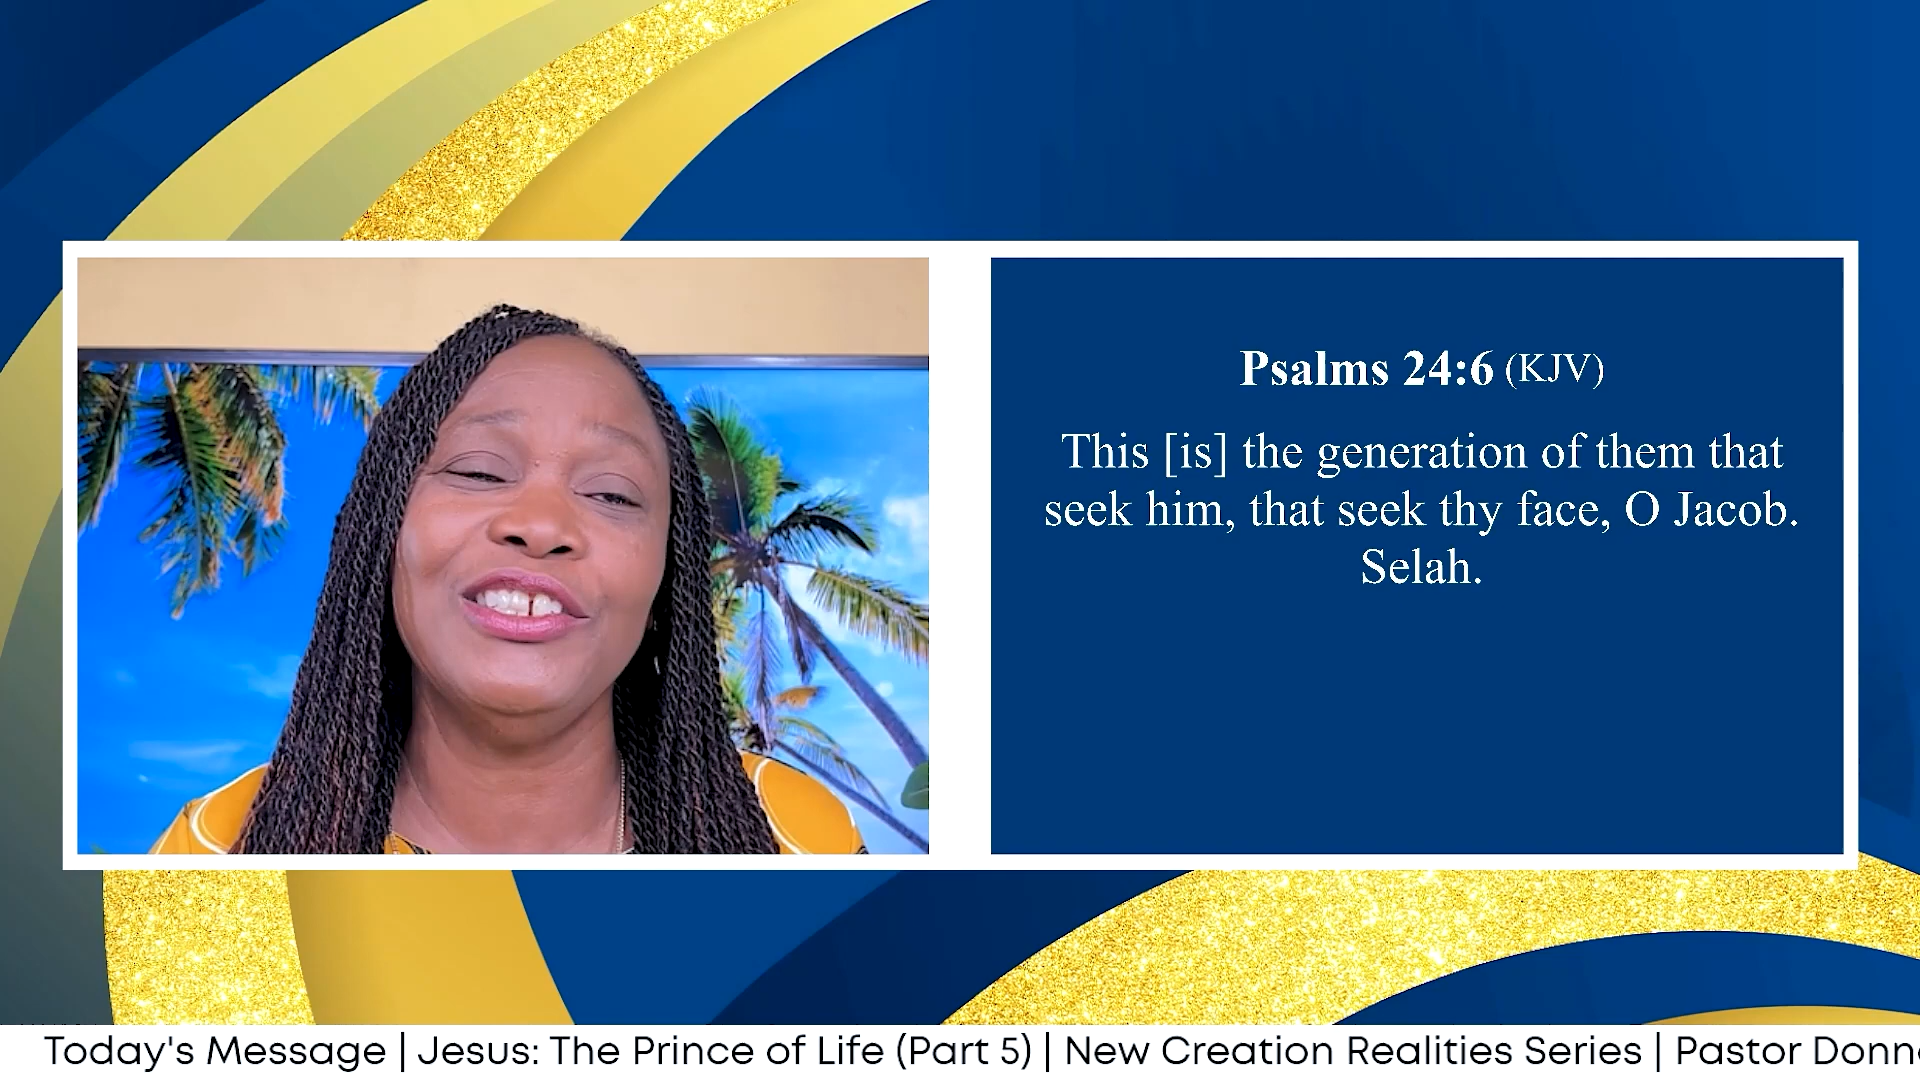 Psalms 24:6 (KJV)
This [is] the generation of them that
seek him, that seek thy face, O Jacob.
Selah.
Today's Message | Jesus: The Prince of Life (Part 5) | New Creation Realities Series | Pastor